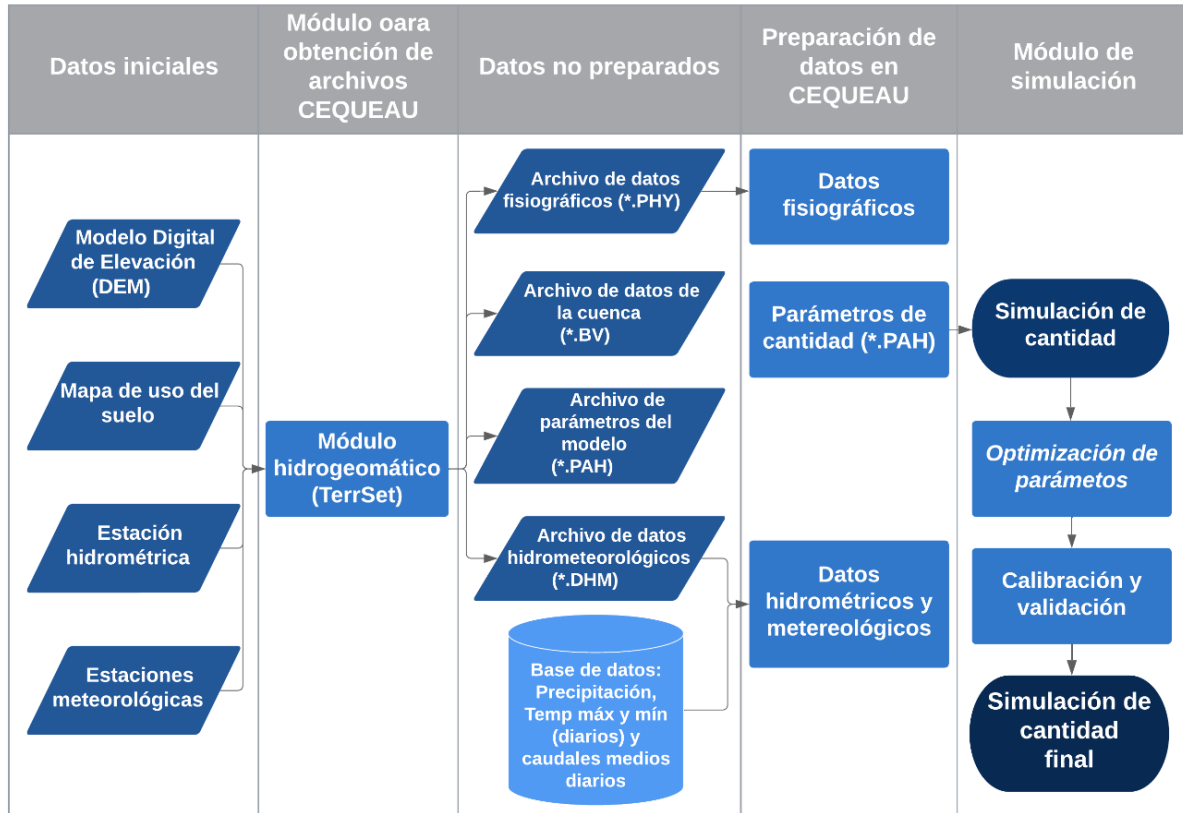 Datos iniciales
Módulo oara
obtención de
archivos
CEQUEAU
Datos no preparados
Preparación de
datos en
CEQUEAU
Módulo de
simulación
Modelo Digital
de Elevación
(DEM)
Mapa de uso del
suelo
Estación
hidrométrica
Estaciones
meteorológicas
Módulo
hidrogeomático
(TerrSet)
Archivo de datos
fisiográficos (*.PHY)
Archivo de datos de
la cuenca
(*.BV)
Archivo de
parámetros del
modelo
(*.PAH)
Archivo de datos
hidrometeorológicos
(*.DHM)
Base de datos:
Precipitación,
Temp máx y mín
(diarios) y
caudales medios
diarios
Datos
fisiográficos
Parámetros de
cantidad (*.PAH)
Datos
hidrométricos y
metereológicos
Simulación de
cantidad
Optimización de
parámetos
Calibración y
validación
Simulación de
cantidad
final